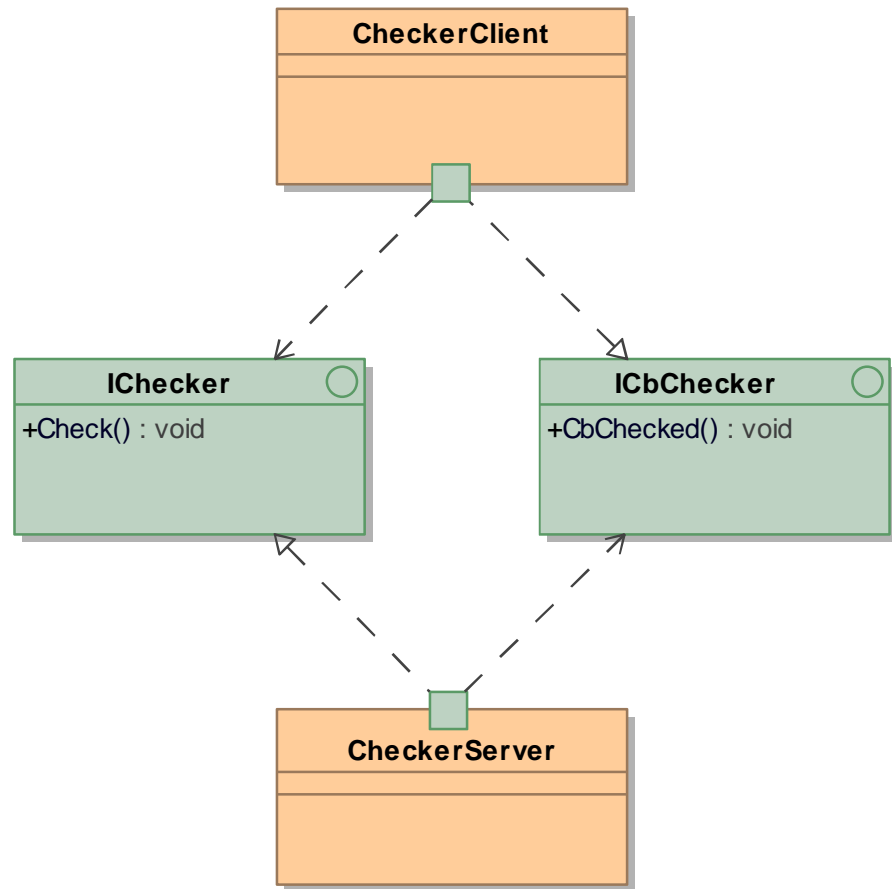 CheckerClient
IChecker
+Check() : void
ICbChecker
+CbChecked() : void
CheckerServer